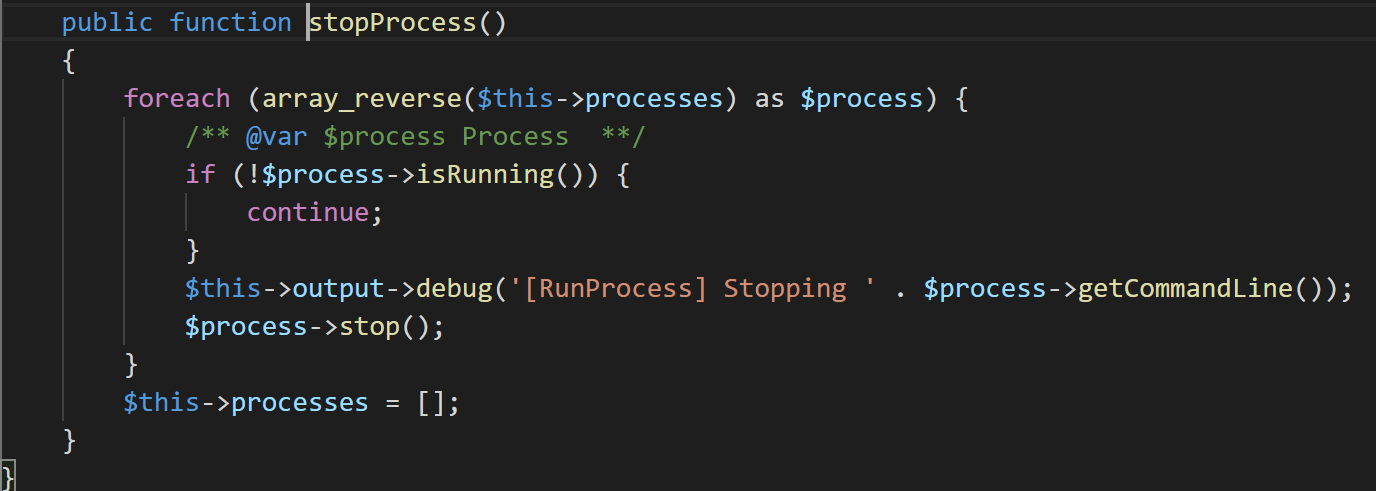 public function stopProcess()
{
foreach (array_reverse($this->processes) as $process) {
/** @var $process Process  **/
if (!$process->isRunning()) {
continue;
}
$this->output->debug('[RunProcess] Stopping ' . $process->getCommandLine());
$process->stop();
}
$this->processes = [];
}
}